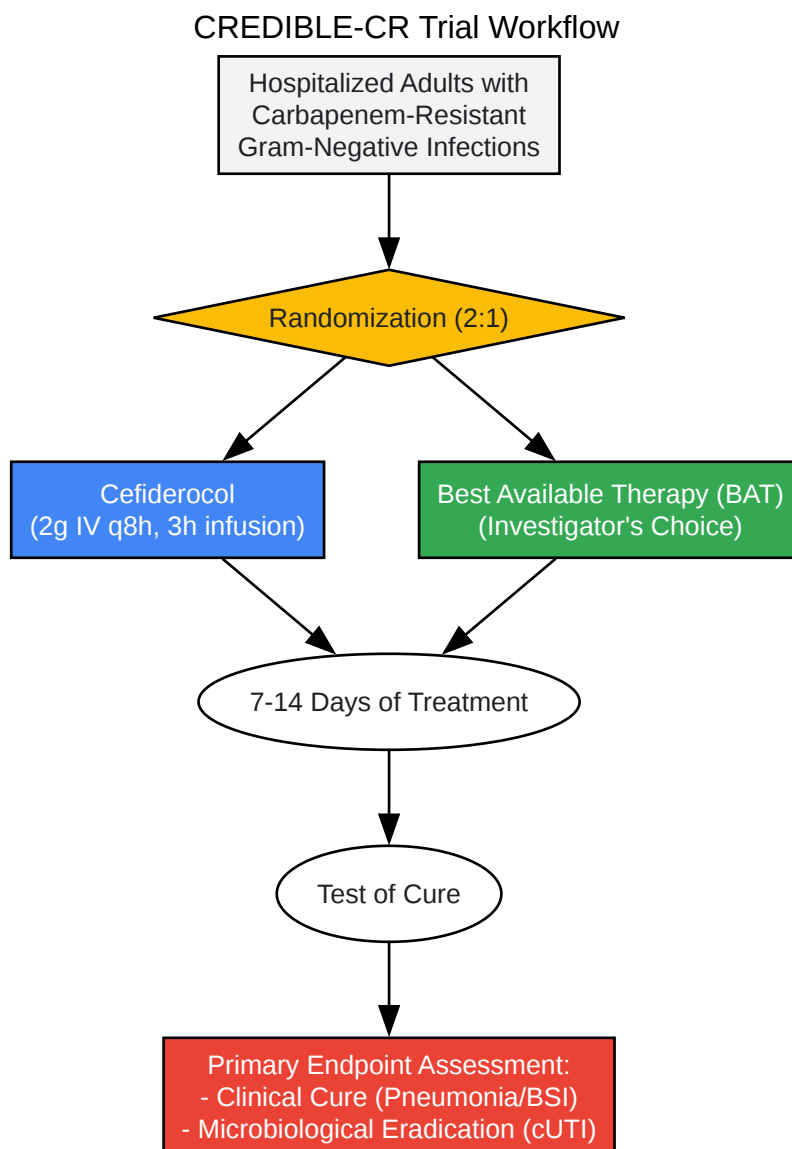 CREDIBLE-CR Trial Workflow
Hospitalized Adults with
Carbapenem-Resistant
Gram-Negative Infections
Randomization (2:1)
Cefiderocol
(2g IV q8h, 3h infusion)
Best Available Therapy (BAT)
(Investigator's Choice)
7-14 Days of Treatment
Test of Cure
Primary Endpoint Assessment:
- Clinical Cure (Pneumonia/BSI)
- Microbiological Eradication (cUTI)